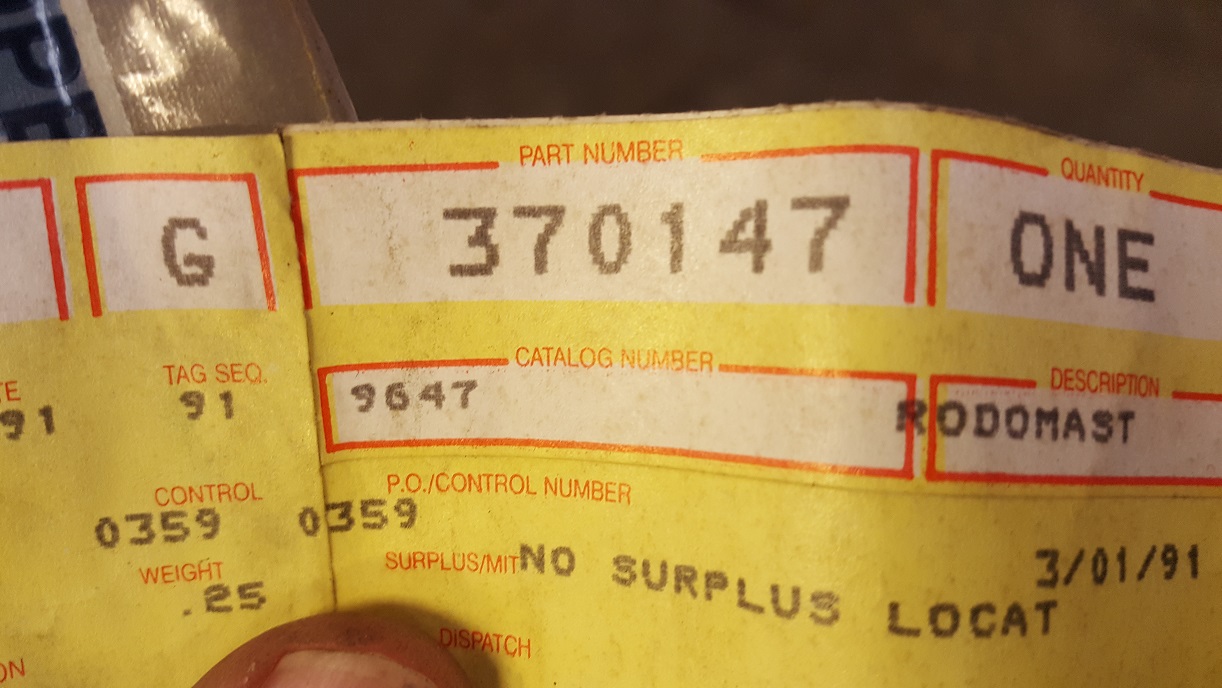 PART NUMBER
QUANTITY
G
370147
ONE
CATALOG NUMBER
DESCRIPTION
TAG SEQ.
91
91
9647
RODOMAST
CONTROL
P.O./CONTROL NUMBER
0359
0359
WEIGHT
SURPLUS/MIT
NO SURPLUS LOCAT
3/01/91
.25
DISPATCH